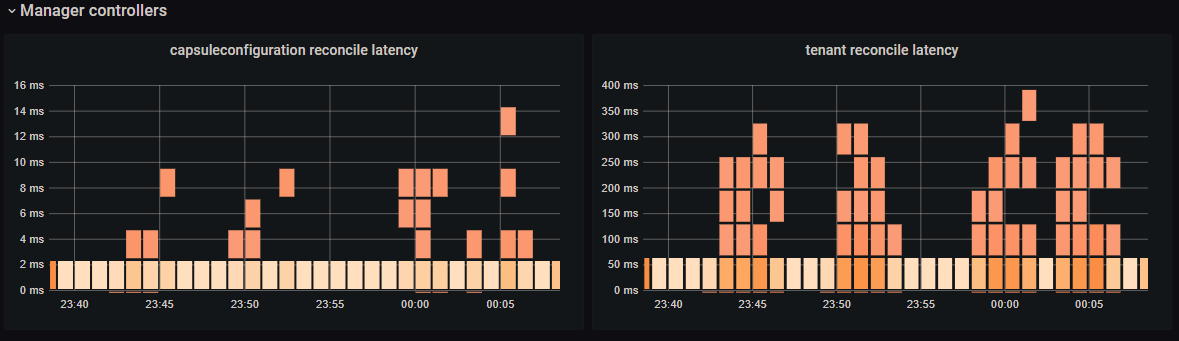 Manager controllers
capsuleconfiguration reconcile latency
16 ms
14 ms
12 ms
10 ms
8 ms
6 ms
4 ms
2 ms
0 ms
23:40 23:45 23:50 23:55 00:00 00:05
tenant reconcile latency
400 ms
350 ms
300 ms
250 ms
200 ms
150 ms
100 ms
50 ms
0 ms
23:40 23:45 23:50 23:55 00:00 00:05